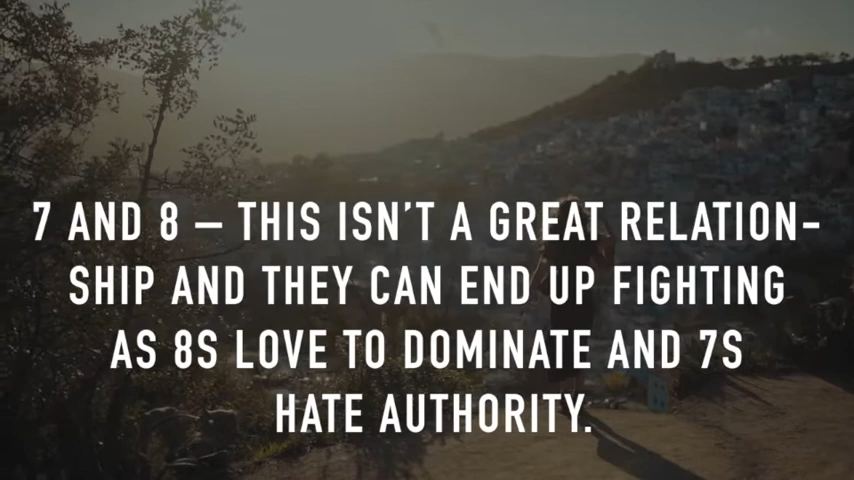 7 AND 8 – THIS ISN'T A GREAT RELATION-
SHIP AND THEY CAN END UP FIGHTING
AS 8S LOVE TO DOMINATE AND 7S
HATE AUTHORITY.